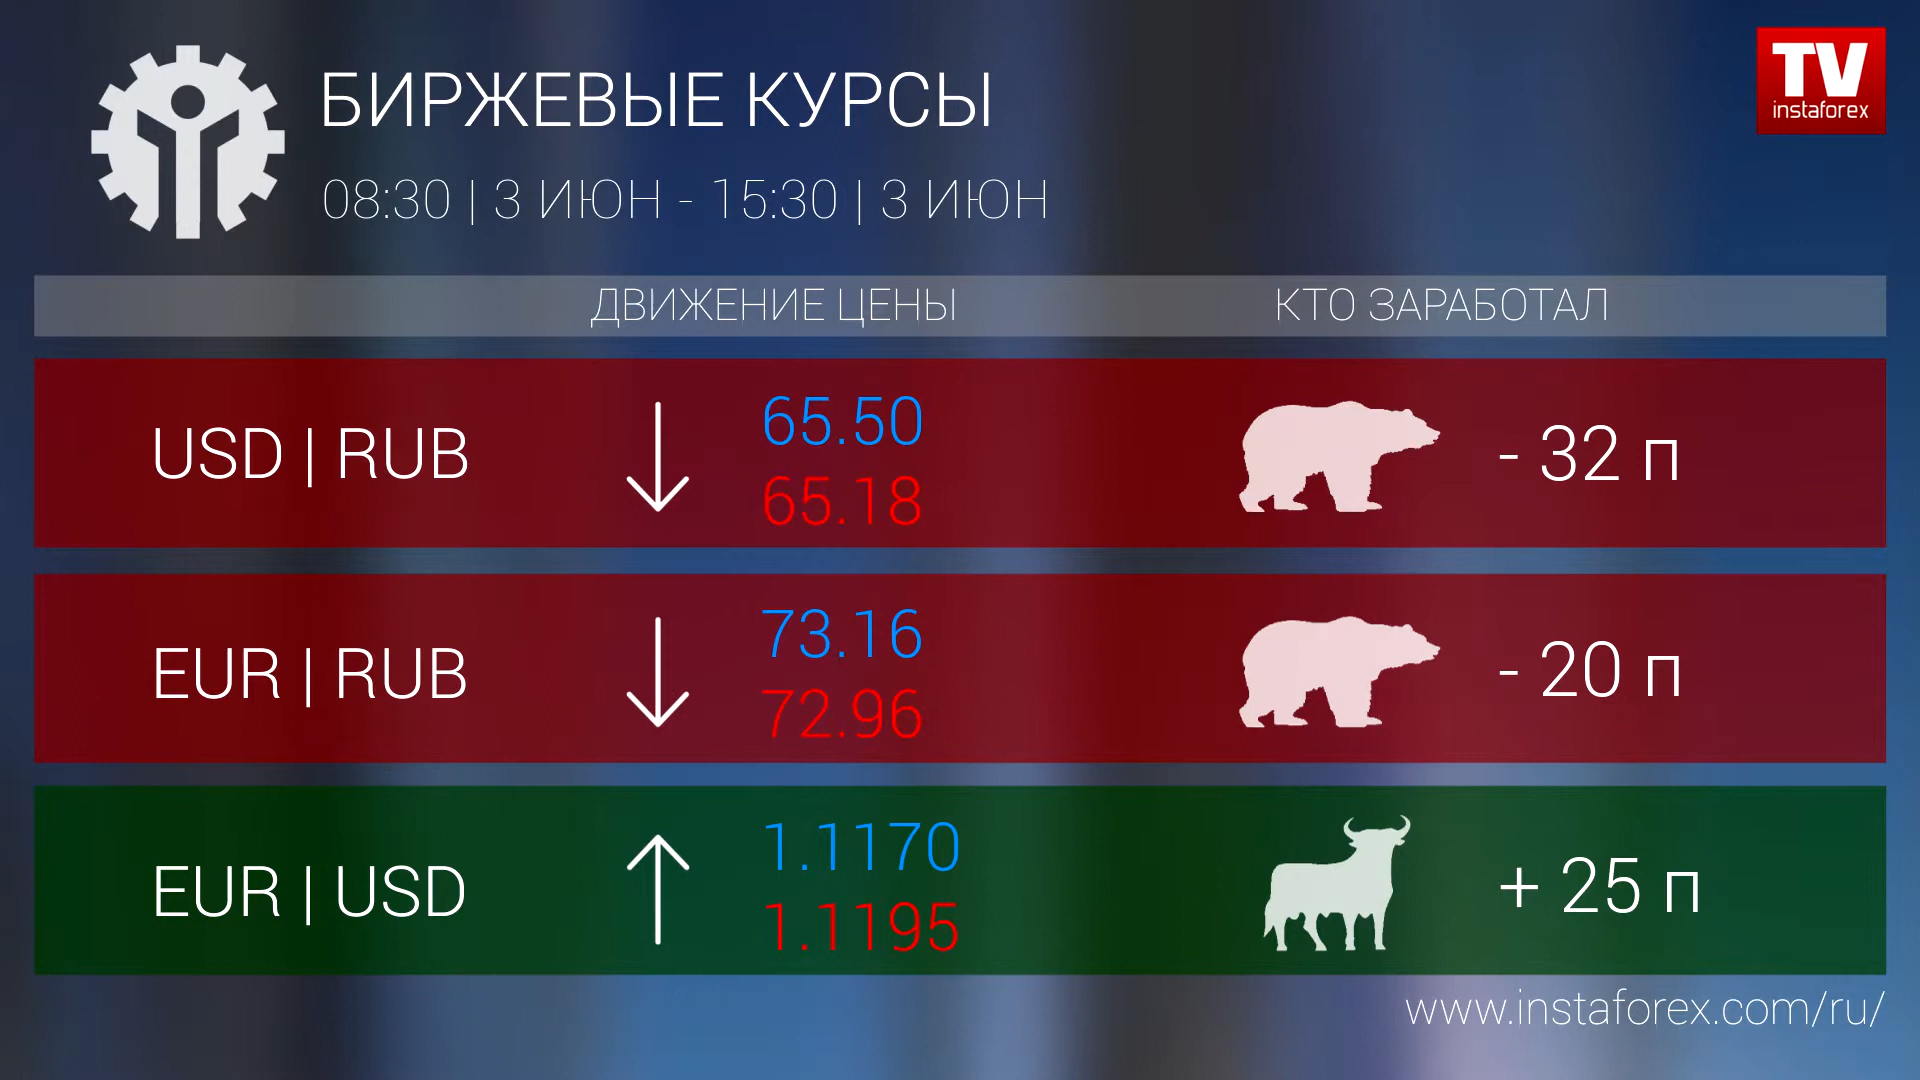 БИРЖЕВЫЕ КУРСЫ
TV
instaforex
08:30 | 3 ИЮН - 15:30 | 3 ИЮН
ДВИЖЕНИЕ ЦЕНЫ КТО ЗАРАБОТАЛ
USD | RUB
65.50
65.18
- 32 п
EUR | RUB
73.16
72.96
- 20 п
EUR | USD
1.1170
1.1195
+ 25 п
www.instaforex.com/ru/